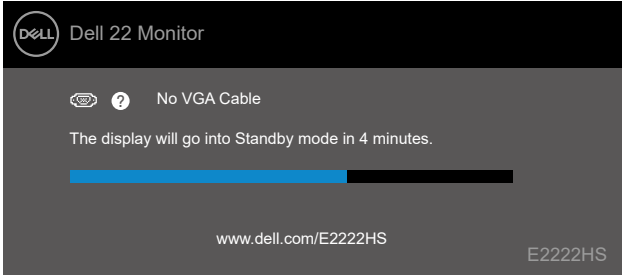 DELL Dell 22 Monitor
? No VGA Cable
The display will go into Standby mode in 4 minutes.
www.dell.com/E2222HS
E2222HS